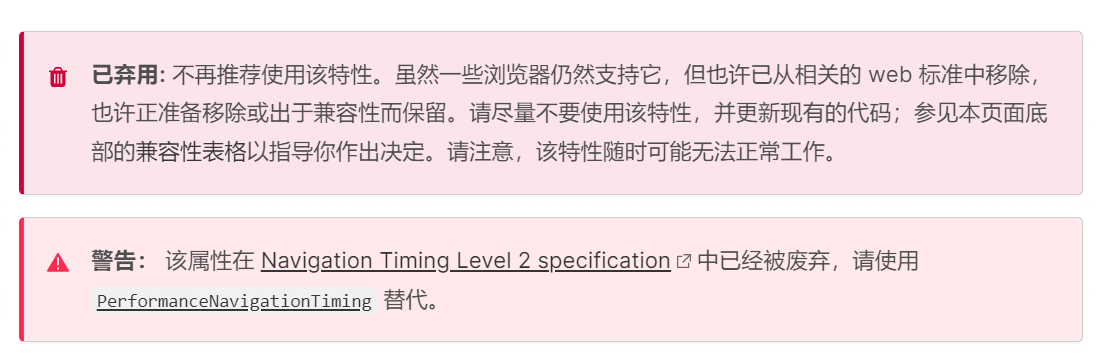 已弃用: 不再推荐使用该特性。虽然一些浏览器仍然支持它，但也许已从相关的 web 标准中移除，
也许正准备移除或出于兼容性而保留。请尽量不要使用该特性，并更新现有的代码；参见本页面底
部的兼容性表格以指导你作出决定。请注意，该特性随时可能无法正常工作。
警告： 该属性在 Navigation Timing Level 2 specification 中已经被废弃，请使用
PerformanceNavigationTiming 替代。